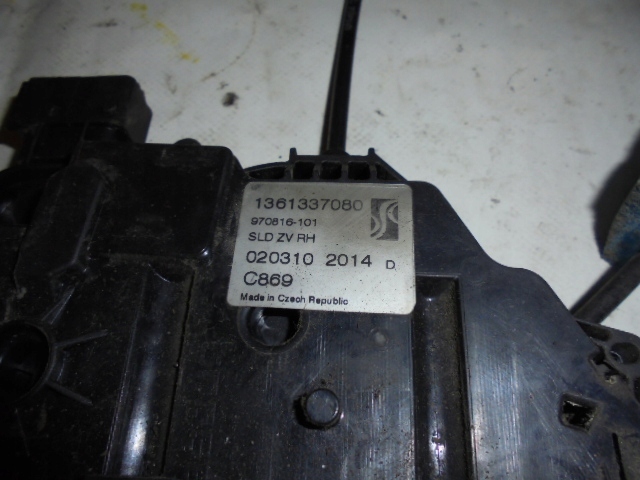 1361337080
970816-101
SLD ZV RH
020310 2014 D
C869
Made in Czech Republic